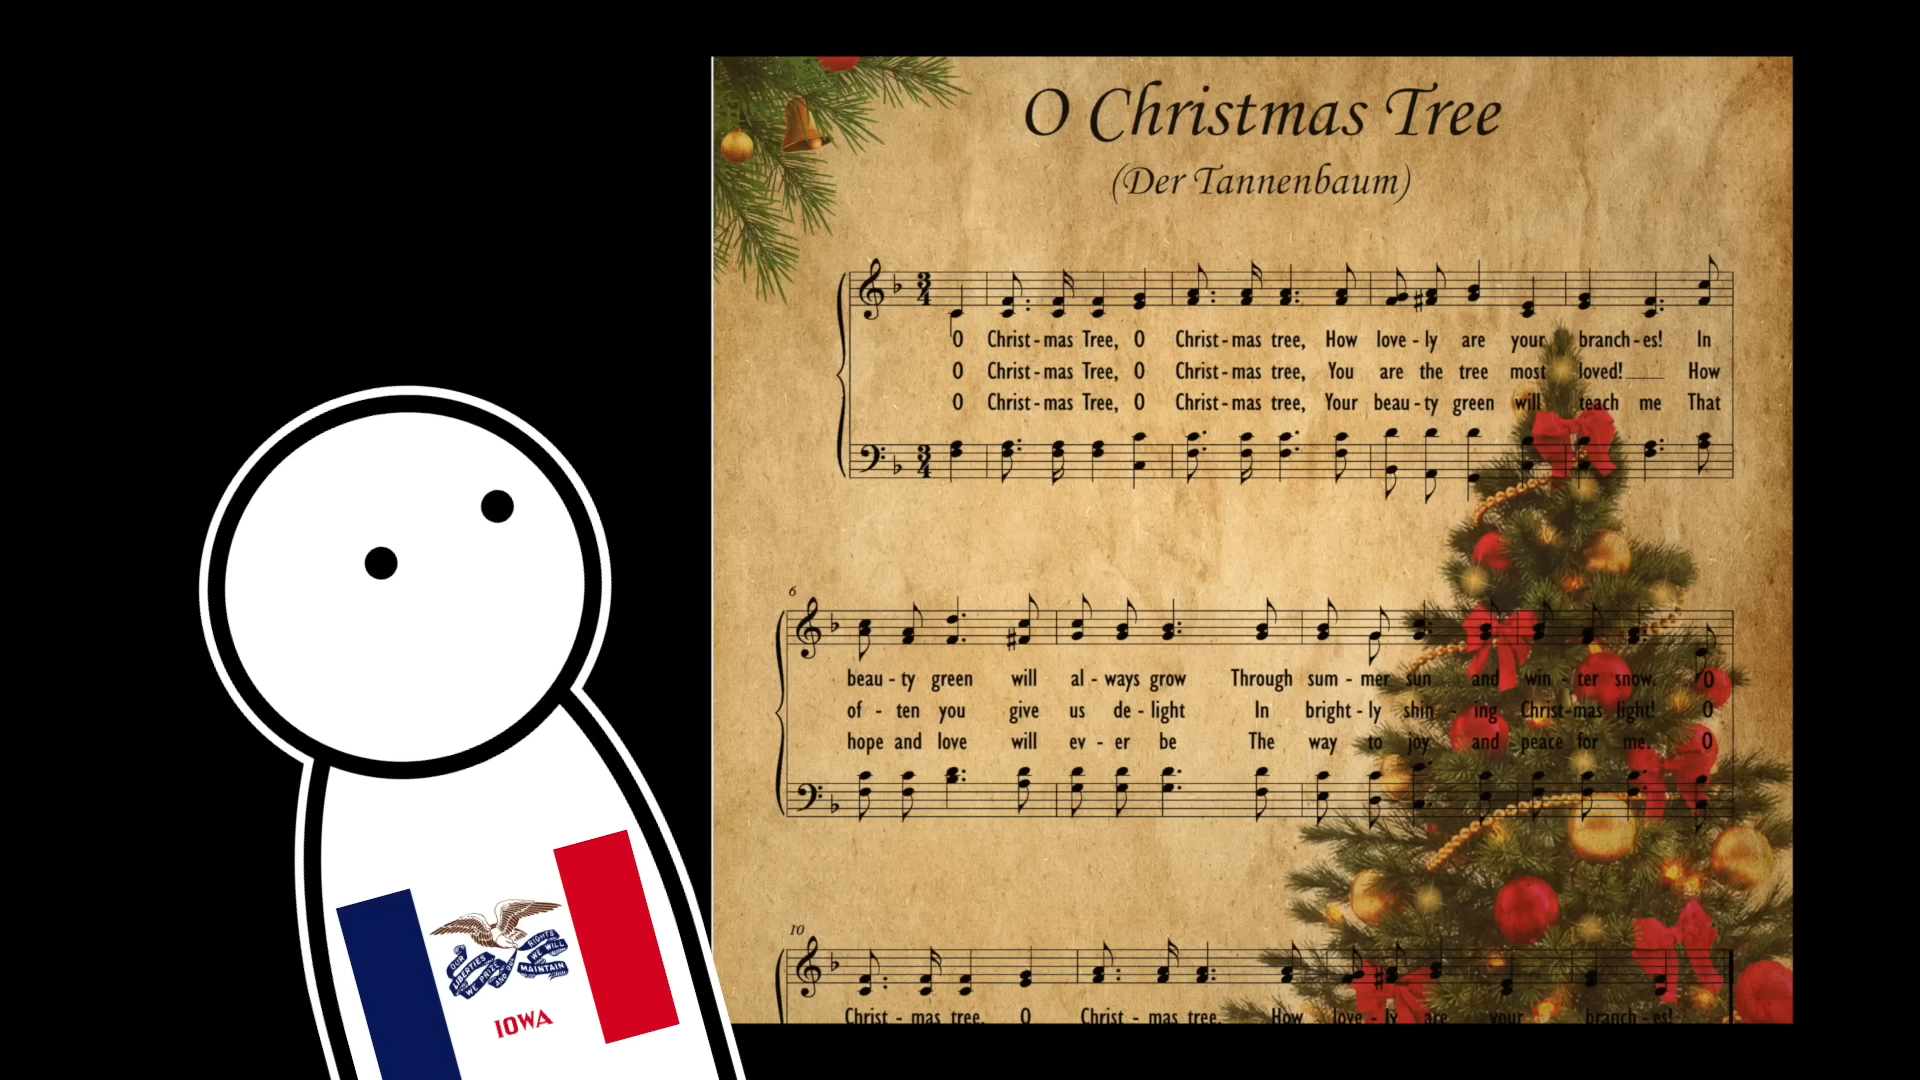 O Christmas Tree
(Der Tannenbaum)
O Christ - mas Tree, O Christ - mas tree, How love - ly are your branch - es! In
O Christ - mas Tree, O Christ - mas tree, You are the tree most loved! How
O Christ - mas Tree, O Christ - mas tree, Your beau - ty green will teach me That
6
beau - ty green will al - ways grow Through sum - mer sun and win - ter snow. O
of - ten you give us de - light In bright - ly shin - ing Christ - mas light! O
hope and love will ev - er be The way to joy and peace for me. O
10
Christ - mas tree, O Christ - mas tree, How love - ly are your branch - es!
OUR LIBERTIES WE PRIZE AND OUR RIGHTS WE WILL MAINTAIN
IOWA